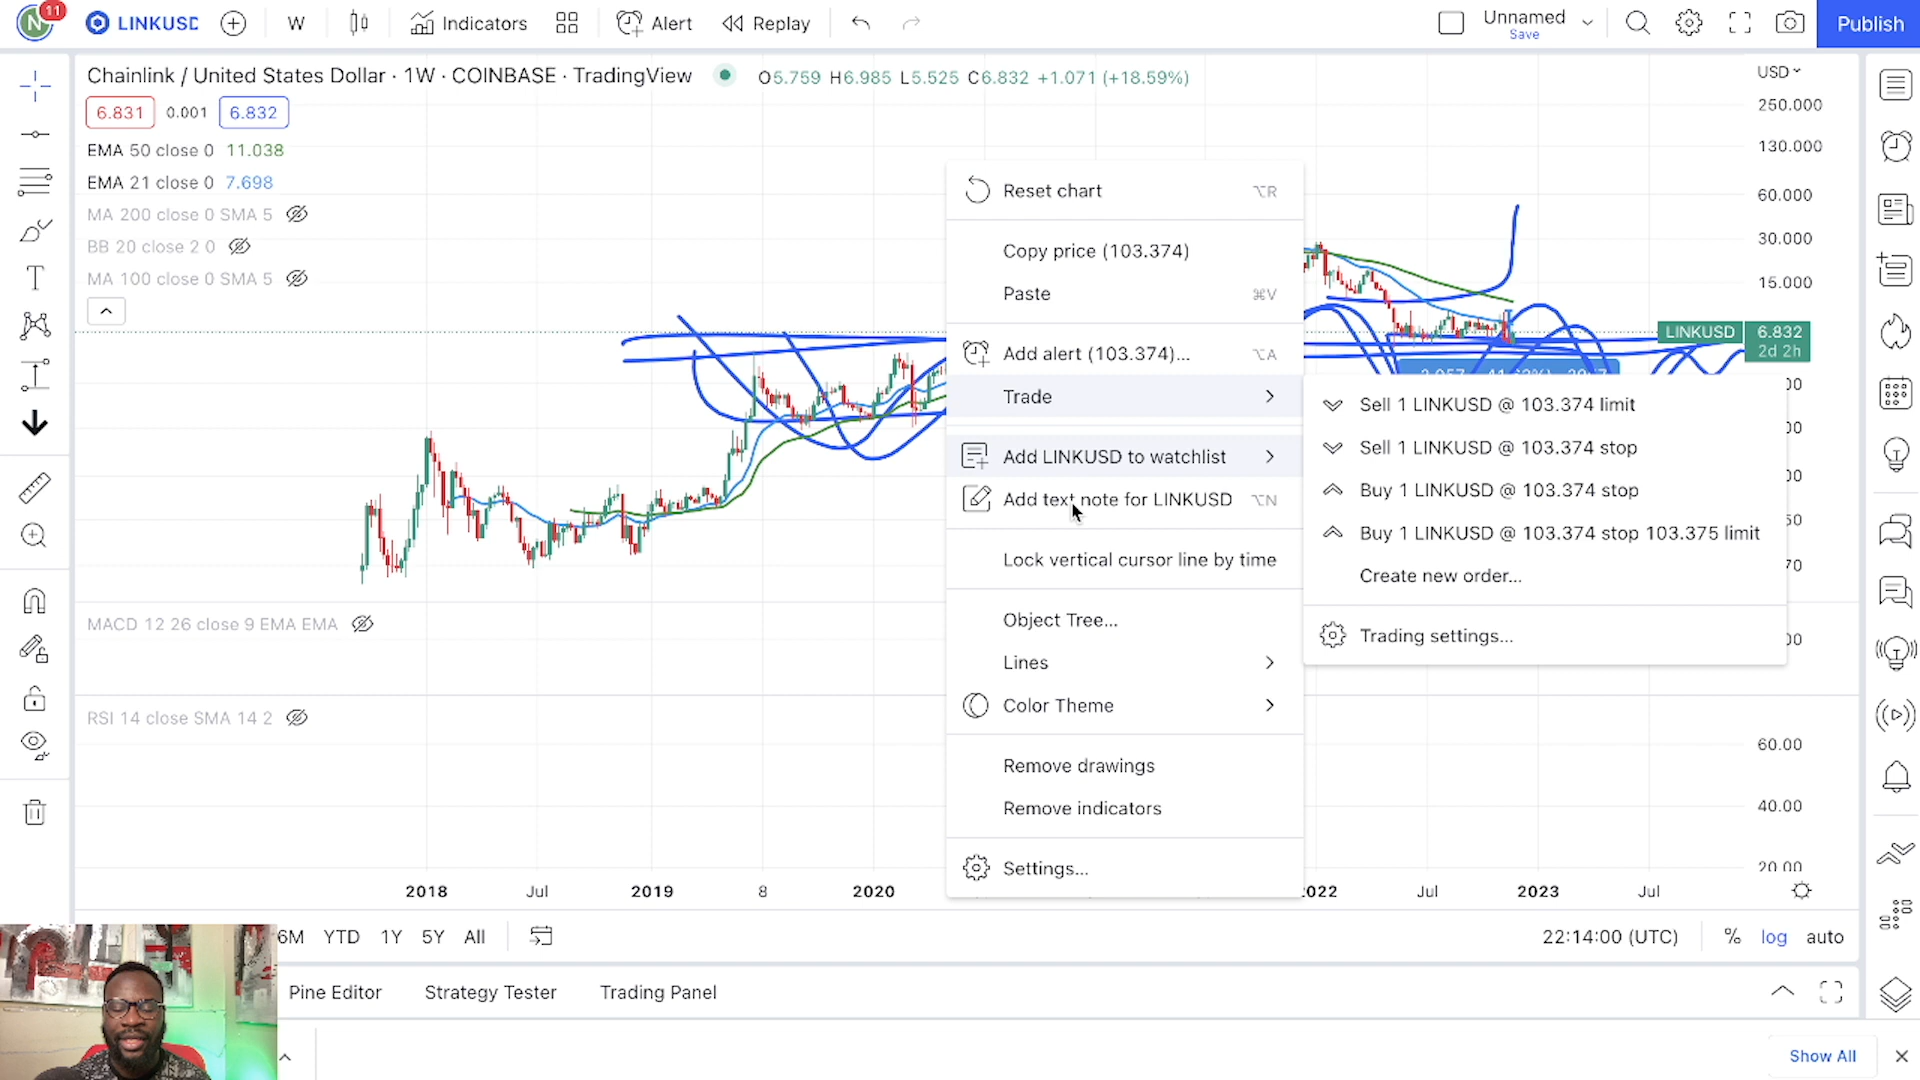 11
N
LINKUSD
W
Indicators
Alert
Replay
Unnamed
Save
Publish
Chainlink / United States Dollar · 1W · COINBASE · TradingView
O5.759 H6.985 L5.525 C6.832 +1.071 (+18.59%)
USD
6.831 0.001 6.832
EMA 50 close 0 11.038
EMA 21 close 0 7.698
MA 200 close 0 SMA 5
BB 20 close 2 0
MA 100 close 0 SMA 5
250.000
130.000
60.000
30.000
15.000
LINKUSD 6.832
2d 2h
Reset chart ⌥R
Copy price (103.374)
Paste ⌘V
Add alert (103.374)... ⌥A
Trade
Add LINKUSD to watchlist
Add text note for LINKUSD ⌥N
Lock vertical cursor line by time
Object Tree...
Lines
Color Theme
Remove drawings
Remove indicators
Settings...
Sell 1 LINKUSD @ 103.374 limit
Sell 1 LINKUSD @ 103.374 stop
Buy 1 LINKUSD @ 103.374 stop
Buy 1 LINKUSD @ 103.374 stop 103.375 limit
Create new order...
Trading settings...
MACD 12 26 close 9 EMA EMA
RSI 14 close SMA 14 2
60.00
40.00
20.00
2018 Jul 2019 8 2020 2022 Jul 2023 Jul
6M YTD 1Y 5Y All
22:14:00 (UTC) % log auto
Pine Editor Strategy Tester Trading Panel
Show All